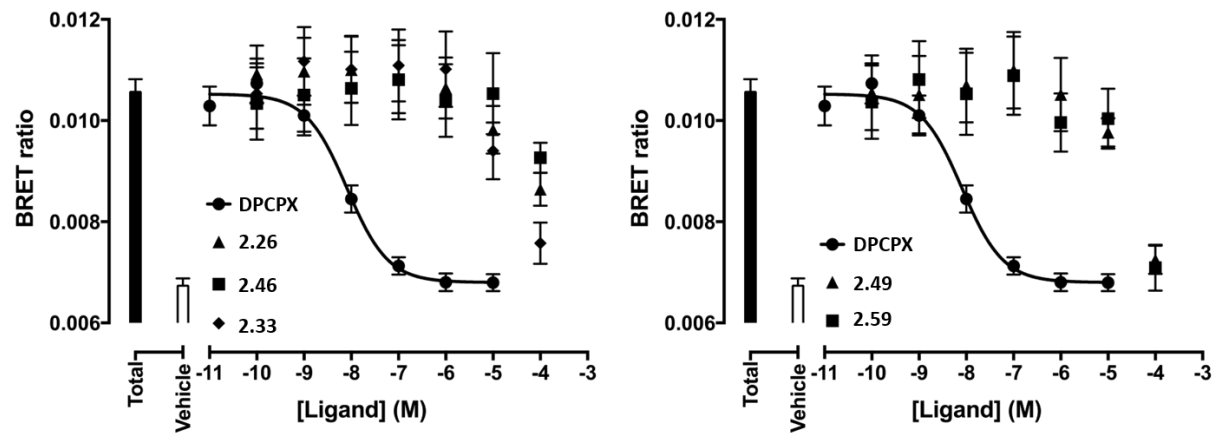 0.012
0.010
0.008
0.006
BRET ratio
DPCPX
2.26
2.46
2.33
Total
Vehicle
-11 -10 -9 -8 -7 -6 -5 -4 -3
[Ligand] (M)
0.012
0.010
0.008
0.006
BRET ratio
DPCPX
2.49
2.59
Total
Vehicle
-11 -10 -9 -8 -7 -6 -5 -4 -3
[Ligand] (M)